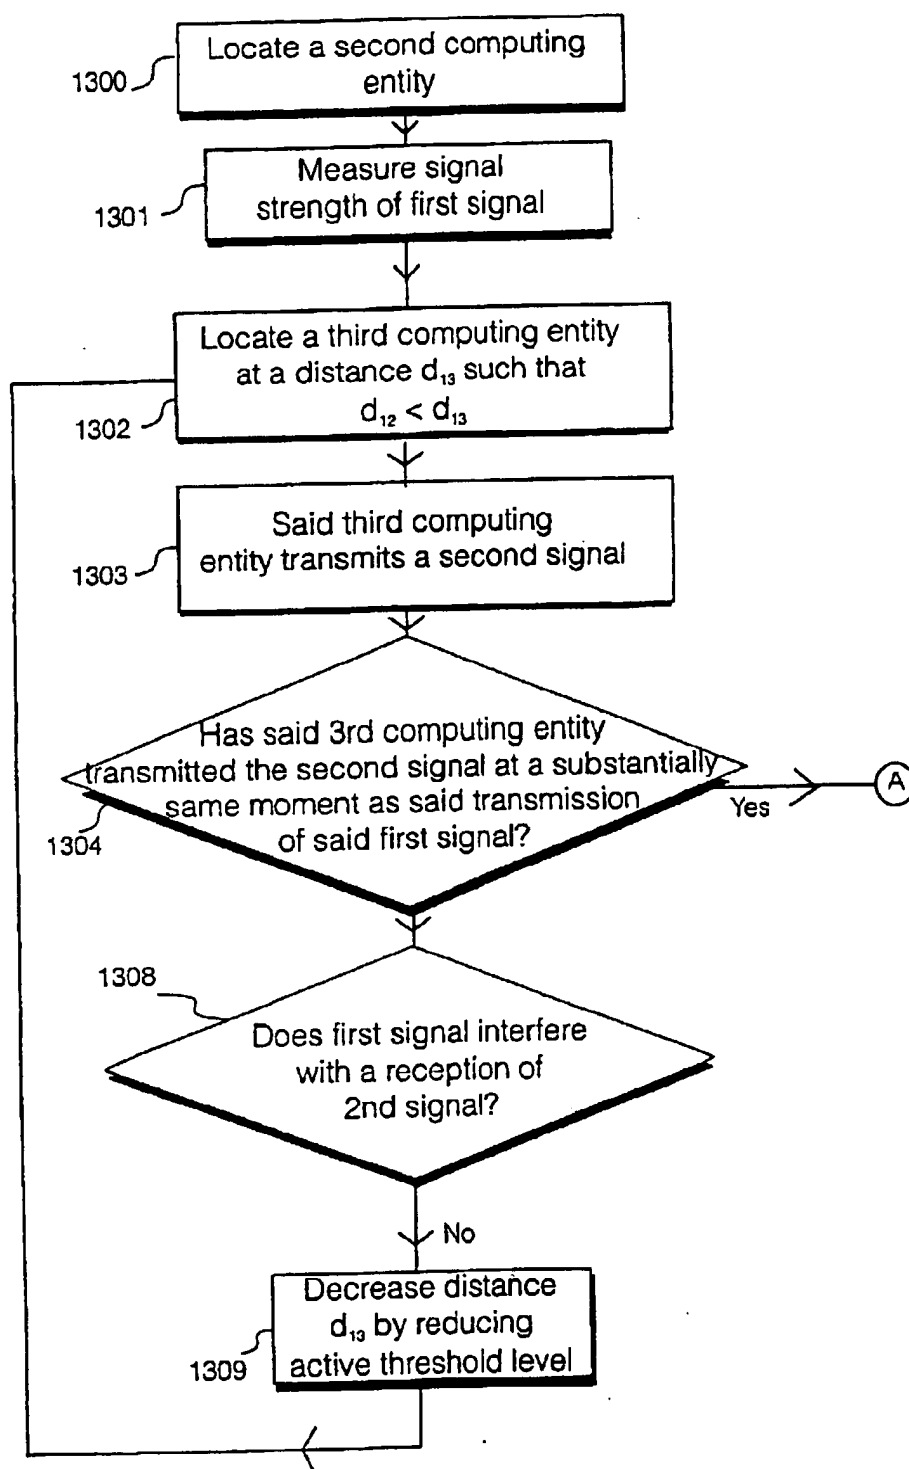 Locate a second computing
entity
1300
Measure signal
strength of first signal
1301
Locate a third computing entity
at a distance d₁₃ such that
d₁₂ < d₁₃
1302
Said third computing
entity transmits a second signal
1303
Has said 3rd computing entity
transmitted the second signal at a substantially
same moment as said transmission
of said first signal?
1304
Yes
A
1308
Does first signal interfere
with a reception of
2nd signal?
No
Decrease distance
d₁₃ by reducing
active threshold level
1309